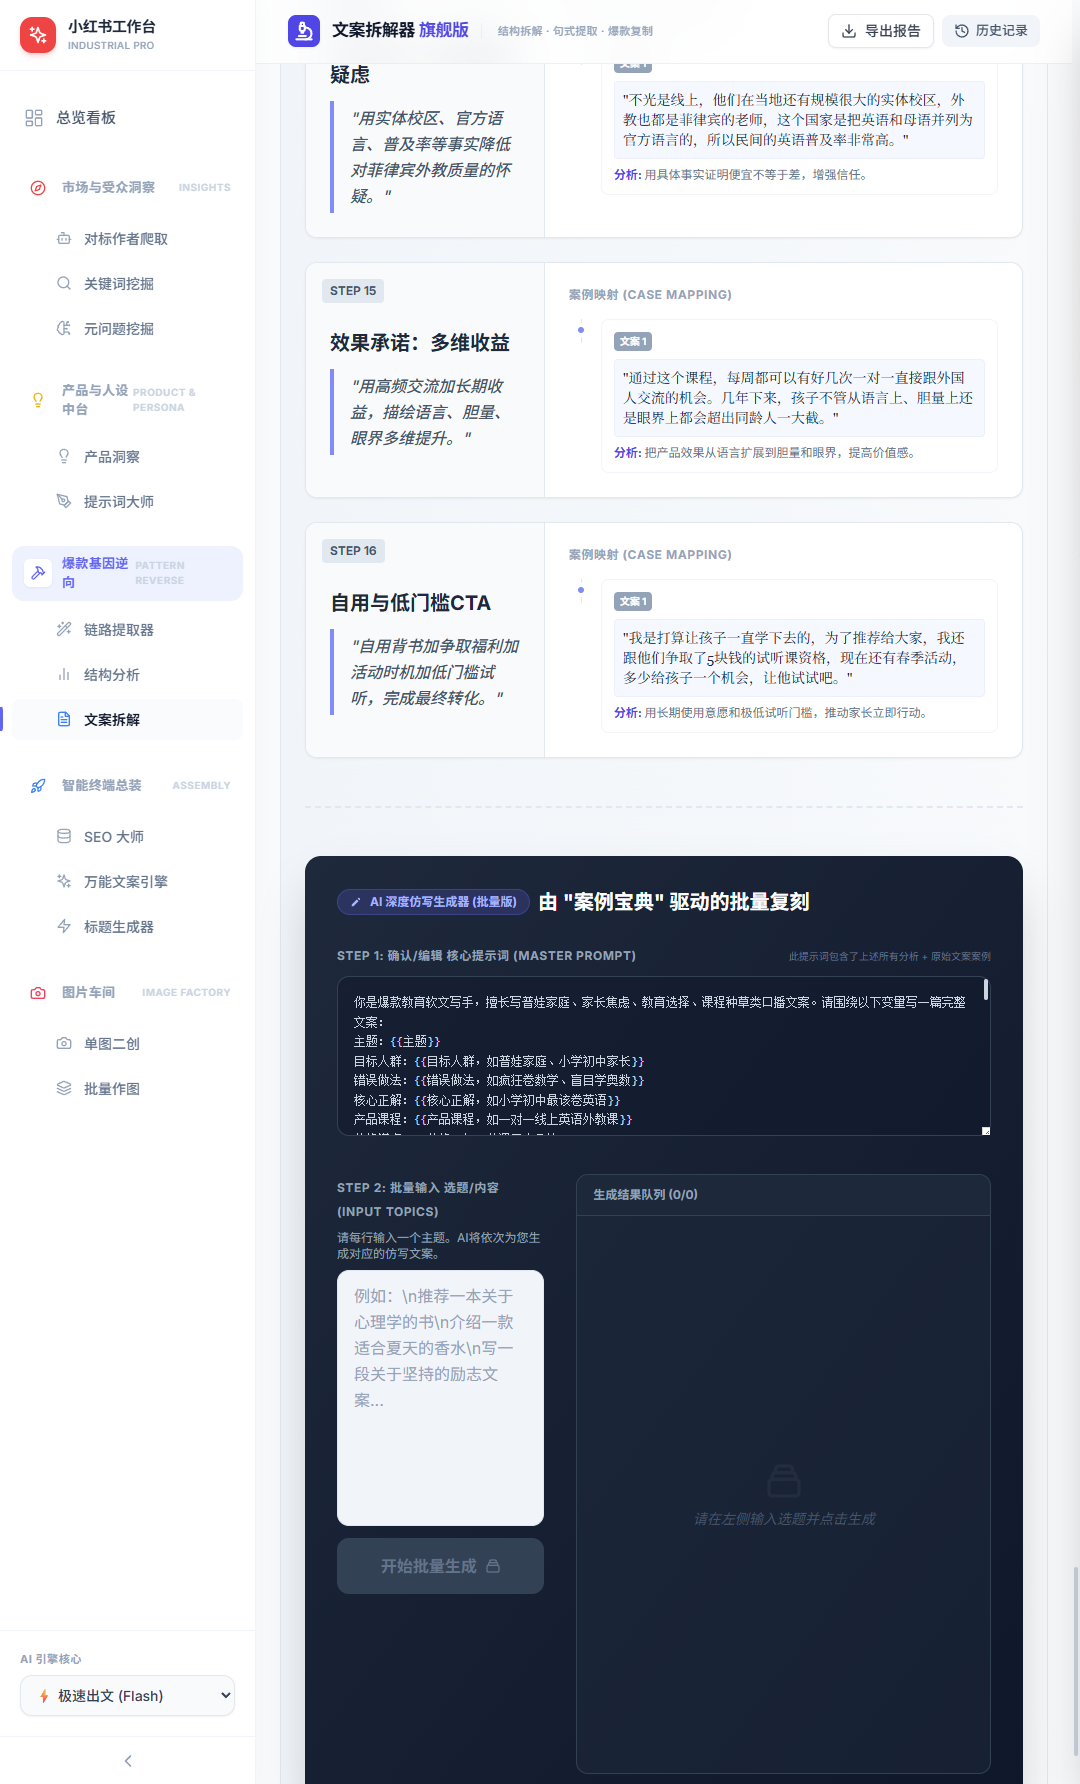 小红书工作台
INDUSTRIAL PRO
总览看板
市场与受众洞察 INSIGHTS
对标作者爬取
关键词挖掘
元问题挖掘
产品与人设中台 PRODUCT & PERSONA
产品洞察
提示词大师
爆款基因逆向 PATTERN REVERSE
链路提取器
结构分析
文案拆解
智能终端总装 ASSEMBLY
SEO 大师
万能文案引擎
标题生成器
图片车间 IMAGE FACTORY
单图二创
批量作图
AI 引擎核心
极速出文 (Flash)
文案拆解器 旗舰版
结构拆解 · 句式提取 · 爆款复制
导出报告
历史记录
疑虑
"用实体校区、官方语
言、普及率等事实降低
对菲律宾外教质量的怀
疑。"
文案 1
"不光是线上，他们在当地还有规模很大的实体校区，外
教也都是菲律宾的老师，这个国家是把英语和母语并列为
官方语言的，所以民间的英语普及率非常高。"
分析: 用具体事实证明便宜不等于差，增强信任。
STEP 15
效果承诺：多维收益
"用高频交流加长期收
益，描绘语言、胆量、
眼界多维提升。"
案例映射 (CASE MAPPING)
文案 1
"通过这个课程，每周都可以有好几次一对一直接跟外国
人交流的机会。几年下来，孩子不管从语言上、胆量上还
是眼界上都会超出同龄人一大截。"
分析: 把产品效果从语言扩展到胆量和眼界，提高价值感。
STEP 16
自用与低门槛CTA
"自用背书加争取福利加
活动时机加低门槛试
听，完成最终转化。"
案例映射 (CASE MAPPING)
文案 1
"我是打算让孩子一直学下去的，为了推荐给大家，我还
跟他们争取了5块钱的试听课资格，现在还有春季活动，
多少给孩子一个机会，让他试试吧。"
分析: 用长期使用意愿和极低试听门槛，推动家长立即行动。
AI 深度仿写生成器 (批量版)
由 "案例宝典" 驱动的批量复刻
STEP 1: 确认/编辑 核心提示词 (MASTER PROMPT)
此提示词包含了上述所有分析 + 原始文案案例
你是爆款教育软文写手，擅长写普娃家庭、家长焦虑、教育选择、课程种草类口播文案。请围绕以下变量写一篇完整
文案：
主题：{{主题}}
目标人群：{{目标人群，如普娃家庭、小学初中家长}}
错误做法：{{错误做法，如疯狂卷数学、盲目学奥数}}
核心正解：{{核心正解，如小学初中最该卷英语}}
产品课程：{{产品课程，如一对一线上英语外教课}}
STEP 2: 批量输入 选题/内容
(INPUT TOPICS)
请每行输入一个主题。AI将依次为您生
成对应的仿写文案。
例如：\n推荐一本关于
心理学的书\n介绍一款
适合夏天的香水\n写一
段关于坚持的励志文
案...
开始批量生成
生成结果队列 (0/0)
请在左侧输入选题并点击生成